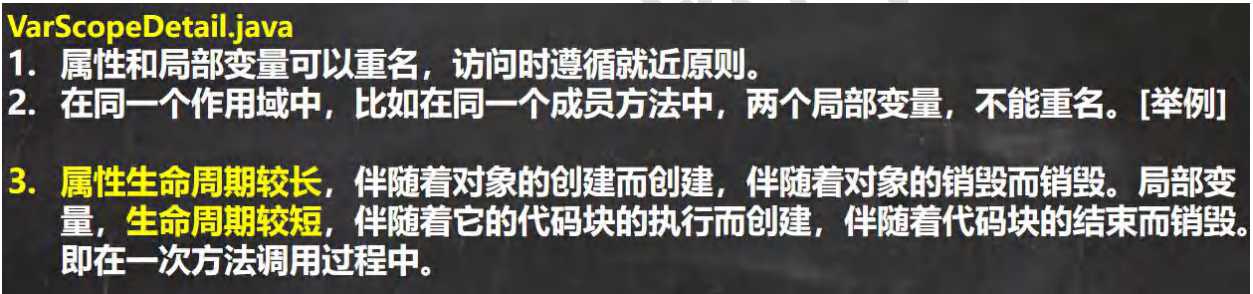 VarScopeDetail.java
1. 属性和局部变量可以重名，访问时遵循就近原则。
2. 在同一个作用域中，比如在同一个成员方法中，两个局部变量，不能重名。[举例]
3. 属性生命周期较长，伴随着对象的创建而创建，伴随着对象的销毁而销毁。局部变
量，生命周期较短，伴随着它的代码块的执行而创建，伴随着代码块的结束而销毁。
即在一次方法调用过程中。